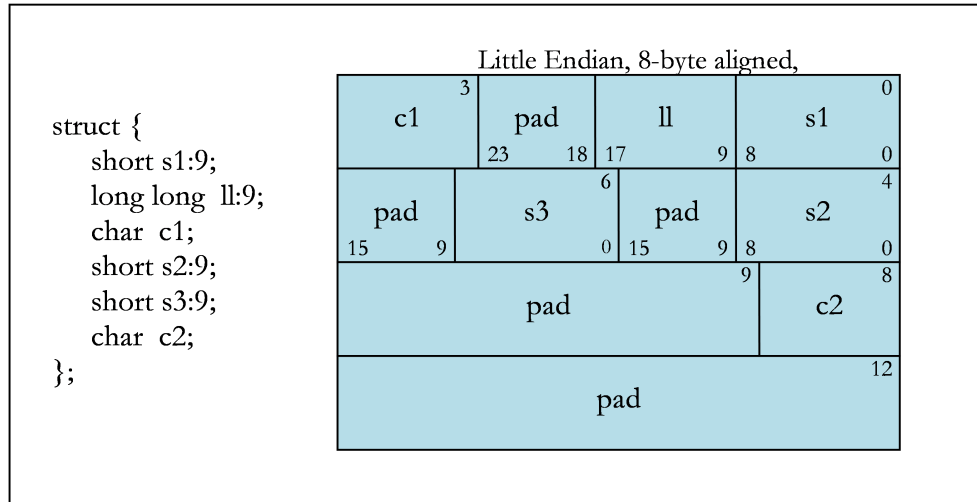 Little Endian, 8-byte aligned,
struct {
short s1:9;
long long ll:9;
char c1;
short s2:9;
short s3:9;
char c2;
};
3 0
c1 pad ll s1
23 18 17 9 8 0
6 4
pad s3 pad s2
15 9 0 15 9 8 0
9 8
pad c2
12
pad